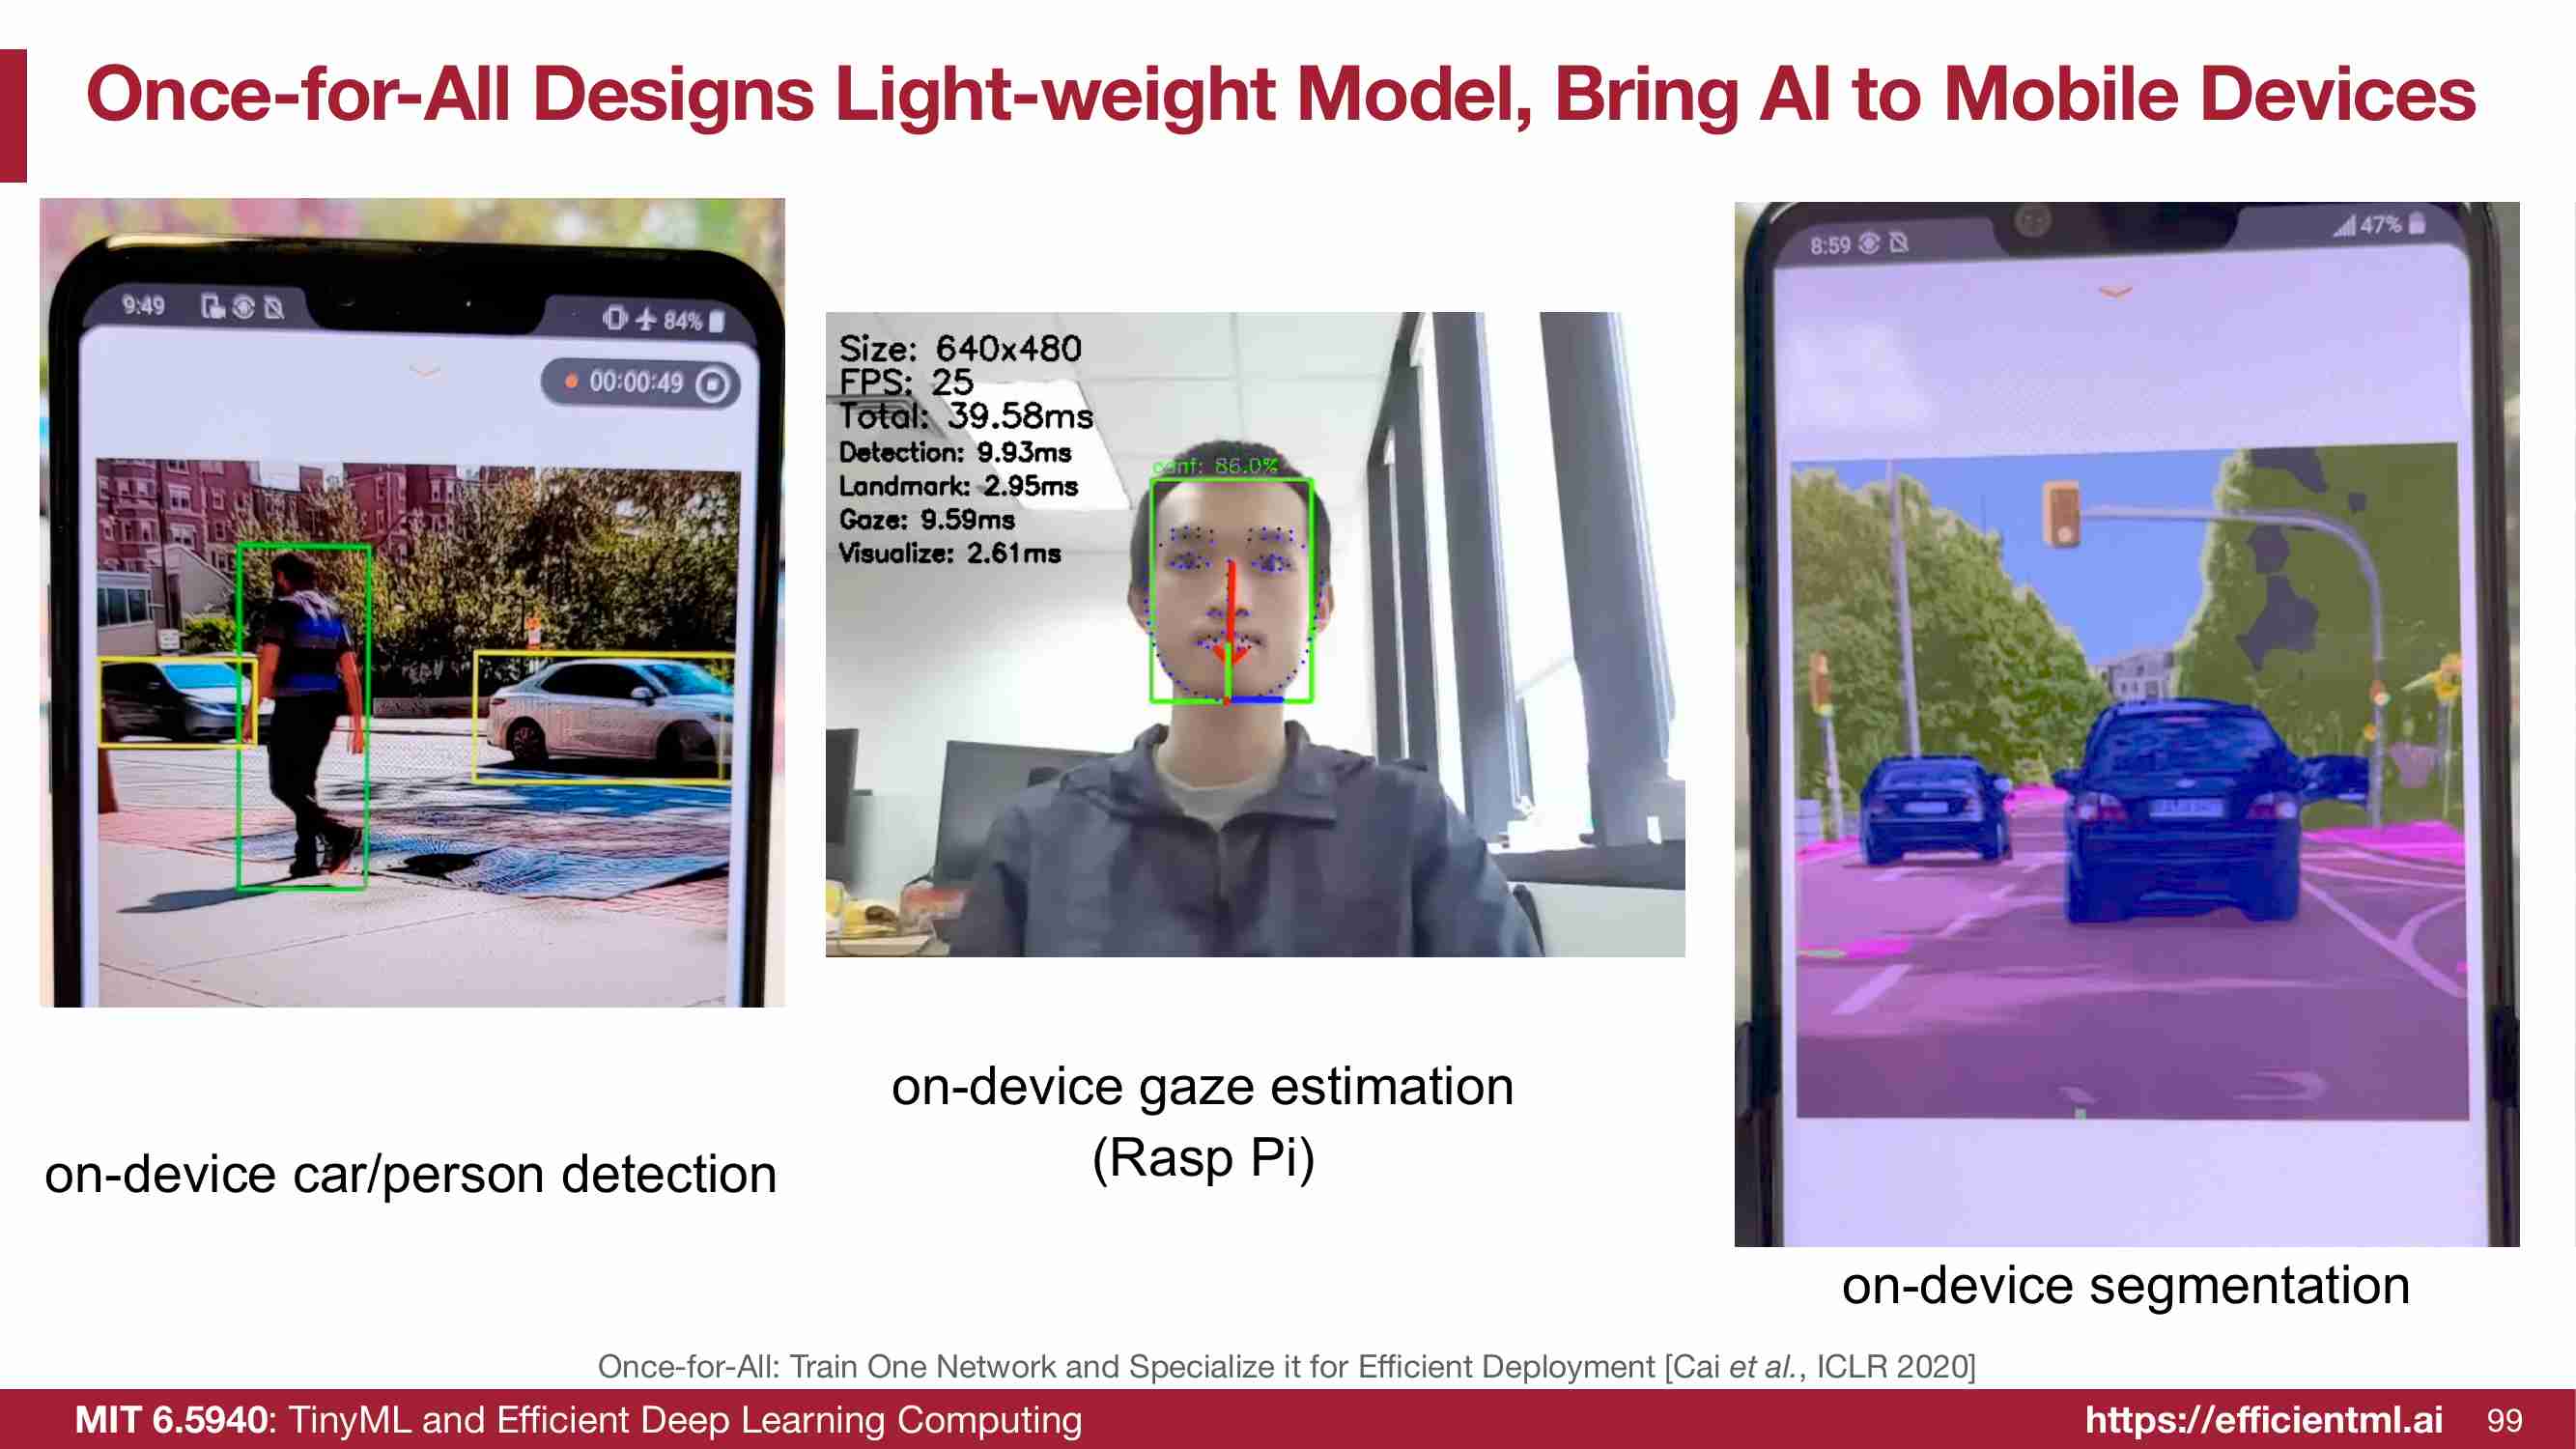 Once-for-All Designs Light-weight Model, Bring AI to Mobile Devices
9:49
84%
00:00:49
Size: 640x480
FPS: 25
Total: 39.58ms
Detection: 9.93ms
Landmark: 2.95ms
Gaze: 9.59ms
Visualize: 2.61ms
conf: 86.0%
8:59
47%
on-device car/person detection
on-device gaze estimation
(Rasp Pi)
on-device segmentation
Once-for-All: Train One Network and Specialize it for Efficient Deployment [Cai et al., ICLR 2020]
MIT 6.5940: TinyML and Efficient Deep Learning Computing
https://efficientml.ai
99